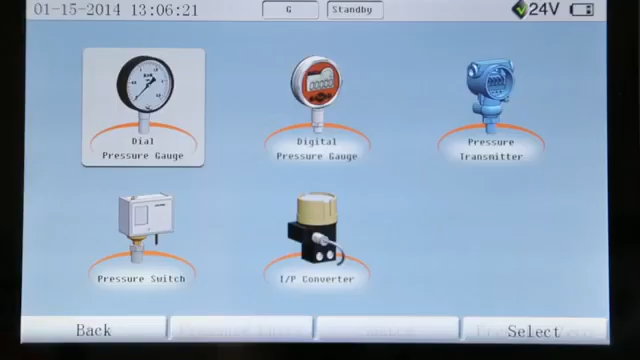 01-15-2014 13:06:21 G Standby 24V
Dial
Pressure Gauge
Digital
Pressure Gauge
Pressure
Transmitter
Pressure Switch
I/P Converter
Back Select